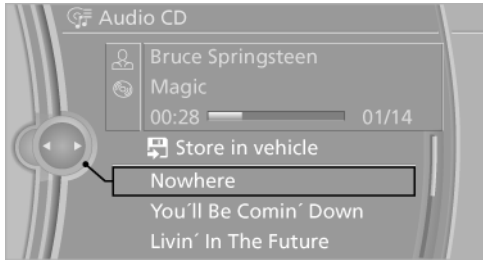 Audio CD
Bruce Springsteen
Magic
00:28 01/14
Store in vehicle
Nowhere
You´ll Be Comin´ Down
Livin´ In The Future